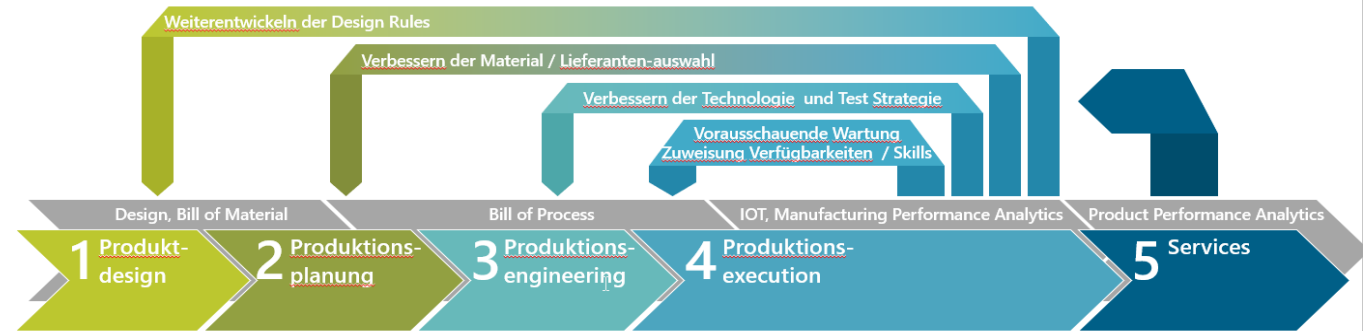 Weiterentwickeln der Design Rules
Verbessern der Material / Lieferanten-auswahl
Verbessern der Technologie und Test Strategie
Vorausschauende Wartung
Zuweisung Verfügbarkeiten / Skills
Design, Bill of Material
Bill of Process
IOT, Manufacturing Performance Analytics
Product Performance Analytics
1 Produkt-
design
2 Produktions-
planung
3 Produktions-
engineering
4 Produktions-
execution
5 Services